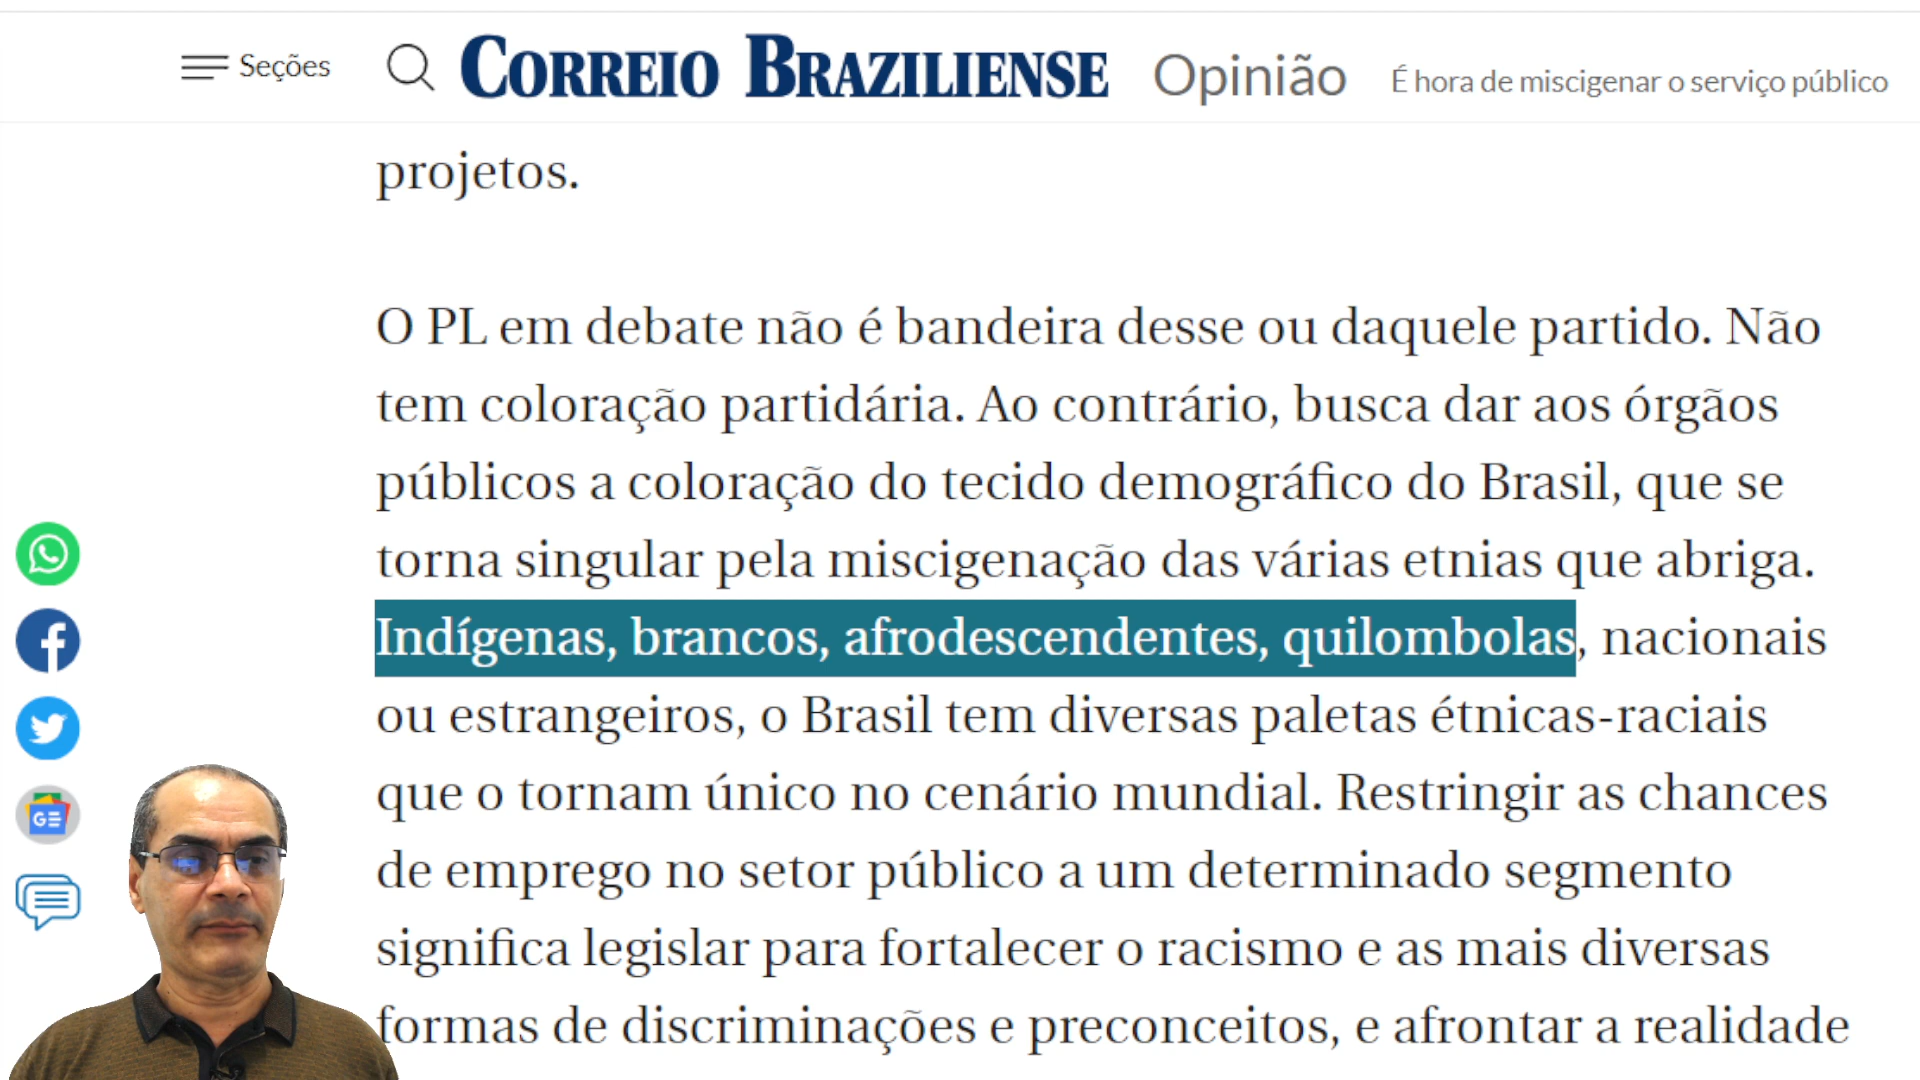 Seções
CORREIO BRAZILIENSE
Opinião
É hora de miscigenar o serviço público
projetos.
O PL em debate não é bandeira desse ou daquele partido. Não
tem coloração partidária. Ao contrário, busca dar aos órgãos
públicos a coloração do tecido demográfico do Brasil, que se
torna singular pela miscigenação das várias etnias que abriga.
Indígenas, brancos, afrodescendentes, quilombolas, nacionais
ou estrangeiros, o Brasil tem diversas paletas étnicas-raciais
que o tornam único no cenário mundial. Restringir as chances
de emprego no setor público a um determinado segmento
significa legislar para fortalecer o racismo e as mais diversas
formas de discriminações e preconceitos, e afrontar a realidade
GE